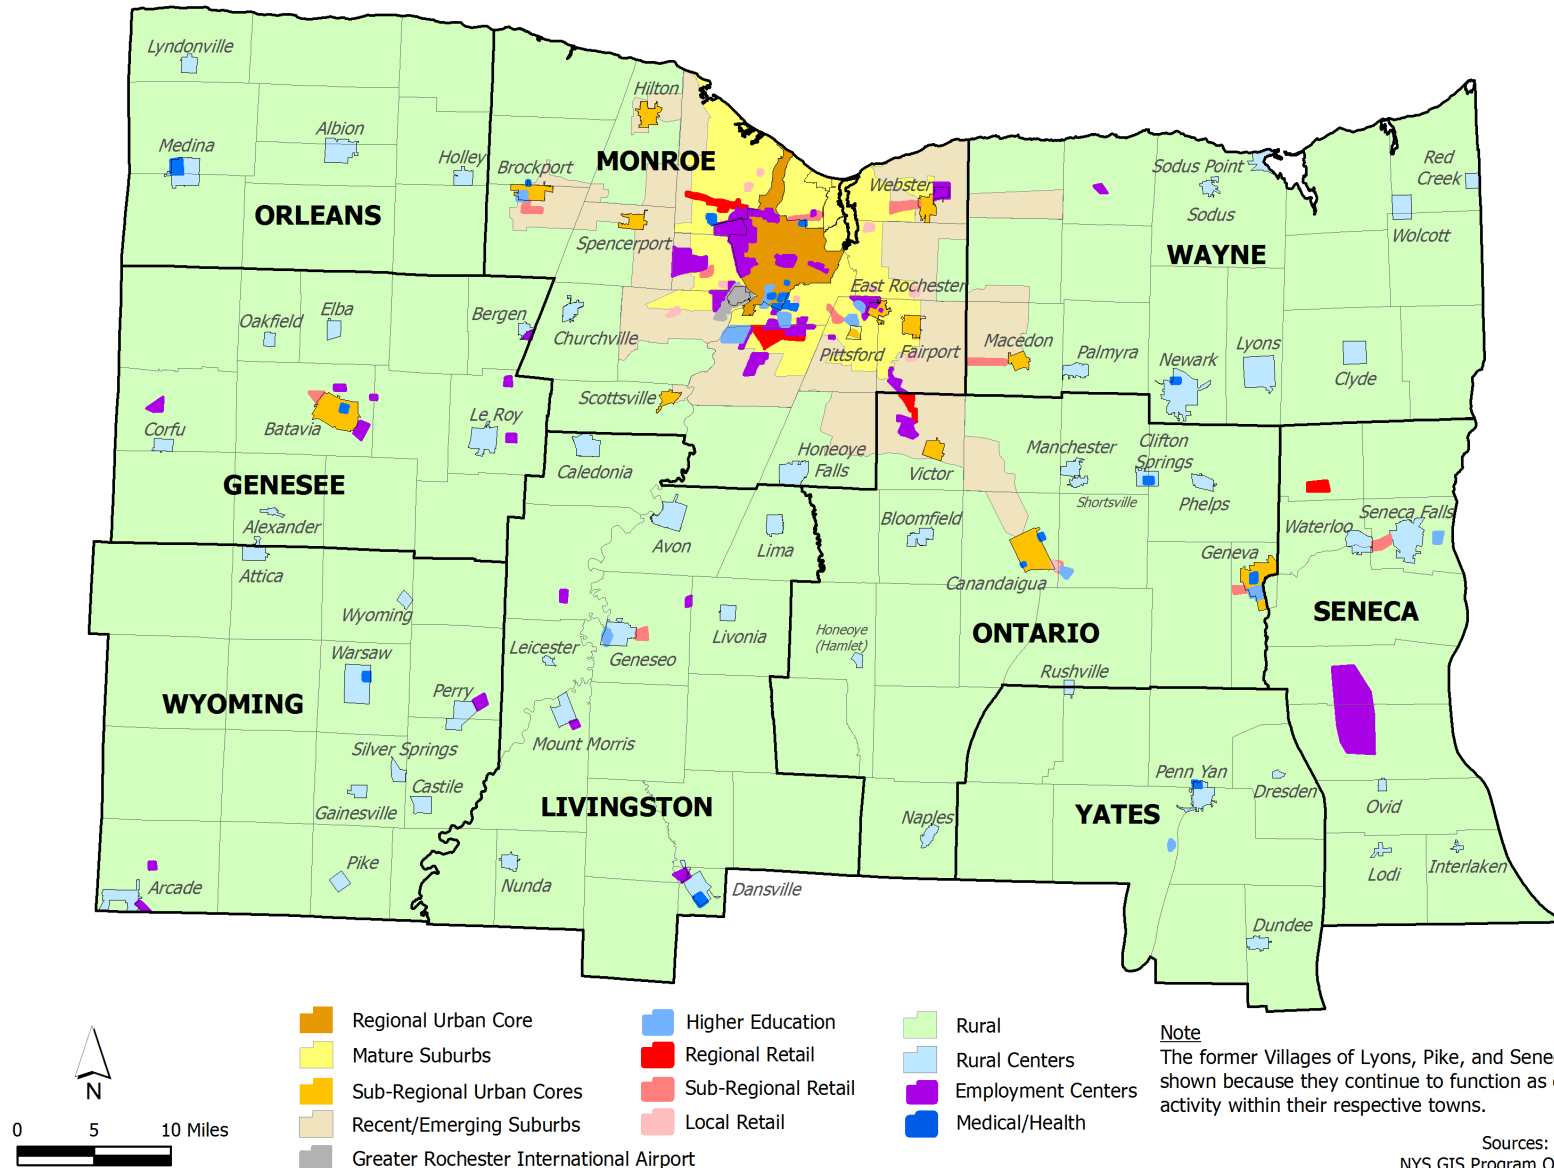 Lyndonville
Hilton
Medina
Albion
Holley
Brockport
MONROE
Webster
Sodus Point
Red
Creek
ORLEANS
Spencerport
Sodus
Wolcott
WAYNE
East Rochester
Oakfield
Elba
Bergen
Churchville
Pittsford
Fairport
Macedon
Palmyra
Newark
Lyons
Clyde
Scottsville
Corfu
Batavia
Le Roy
Caledonia
Honeoye
Falls
Victor
Manchester
Clifton
Springs
Shortsville
Phelps
GENESEE
Alexander
Avon
Lima
Bloomfield
Waterloo
Seneca Falls
Geneva
Attica
Canandaigua
Wyoming
Leicester
Geneseo
Livonia
Honeoye
(Hamlet)
ONTARIO
SENECA
Warsaw
Rushville
WYOMING
Perry
Mount Morris
Silver Springs
Castile
Gainesville
LIVINGSTON
Penn Yan
Dresden
YATES
Ovid
Naples
Pike
Arcade
Nunda
Dansville
Lodi
Interlaken
Dundee
N
0 5 10 Miles
Regional Urban Core
Mature Suburbs
Sub-Regional Urban Cores
Recent/Emerging Suburbs
Greater Rochester International Airport
Higher Education
Regional Retail
Sub-Regional Retail
Local Retail
Rural
Rural Centers
Employment Centers
Medical/Health
Note
The former Villages of Lyons, Pike, and Sene
shown because they continue to function as
activity within their respective towns.
Sources:
NYS GIS Program O